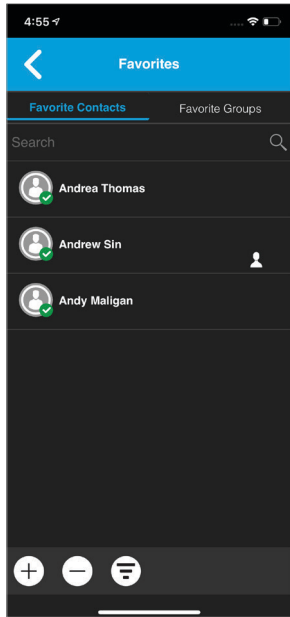 4:55
Favorites
Favorite Contacts Favorite Groups
Search
Andrea Thomas
Andrew Sin
Andy Maligan